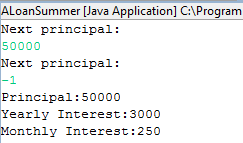 ALoanSummer [Java Application] C:\Program
Next principal:
50000
Next principal:
-1
Principal:50000
Yearly Interest:3000
Monthly Interest:250